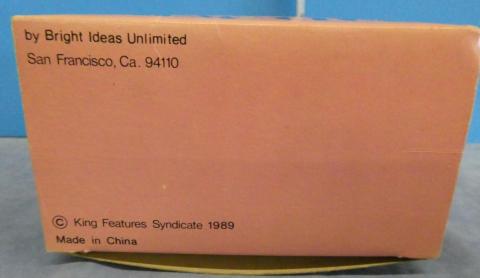 by Bright Ideas Unlimited
San Francisco, Ca. 94110
© King Features Syndicate 1989
Made in China